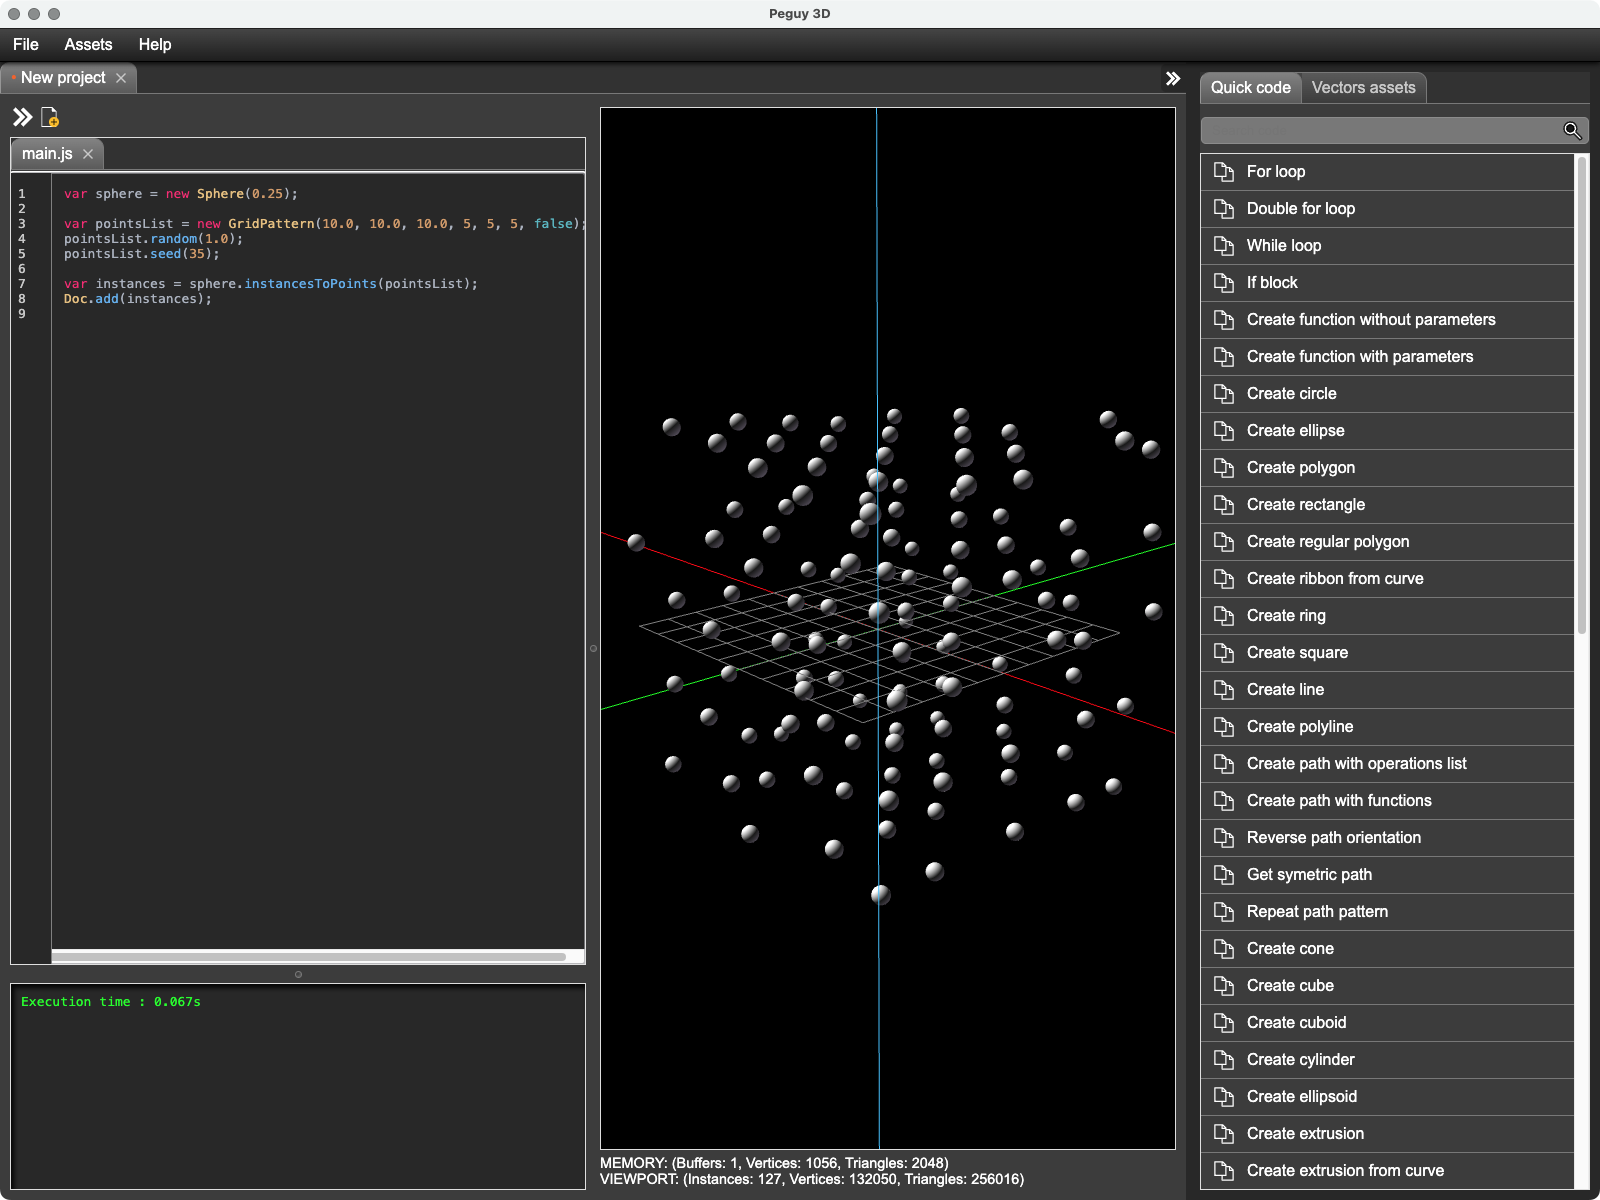 Peguy 3D
File Assets Help
New project
main.js
1 var sphere = new Sphere(0.25);
2
3 var pointsList = new GridPattern(10.0, 10.0, 10.0, 5, 5, 5, false);
4 pointsList.random(1.0);
5 pointsList.seed(35);
6
7 var instances = sphere.instancesToPoints(pointsList);
8 Doc.add(instances);
9
Execution time : 0.067s
MEMORY: (Buffers: 1, Vertices: 1056, Triangles: 2048)
VIEWPORT: (Instances: 127, Vertices: 132050, Triangles: 256016)
Quick code Vectors assets
For loop
Double for loop
While loop
If block
Create function without parameters
Create function with parameters
Create circle
Create ellipse
Create polygon
Create rectangle
Create regular polygon
Create ribbon from curve
Create ring
Create square
Create line
Create polyline
Create path with operations list
Create path with functions
Reverse path orientation
Get symetric path
Repeat path pattern
Create cone
Create cube
Create cuboid
Create cylinder
Create ellipsoid
Create extrusion
Create extrusion from curve